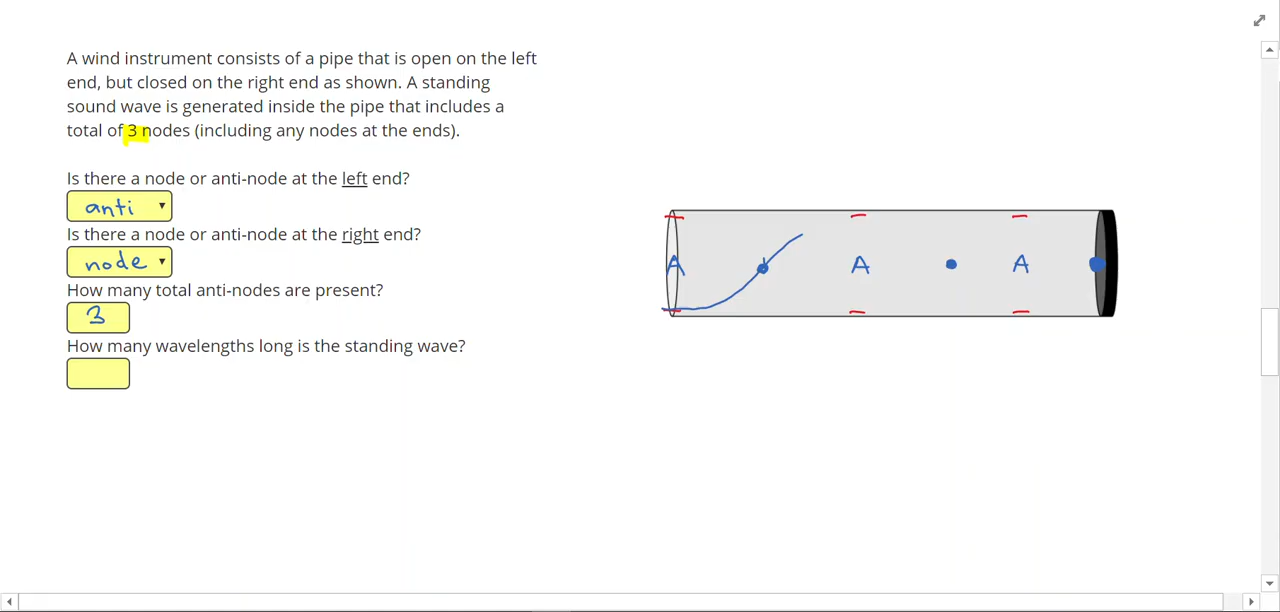 A wind instrument consists of a pipe that is open on the left
end, but closed on the right end as shown. A standing
sound wave is generated inside the pipe that includes a
total of 3 nodes (including any nodes at the ends).
Is there a node or anti-node at the left end?
anti
Is there a node or anti-node at the right end?
node
How many total anti-nodes are present?
3
How many wavelengths long is the standing wave?
A A A